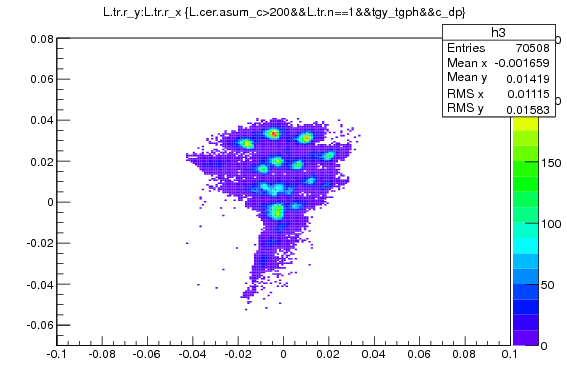 L.tr.r_y:L.tr.r_x {L.cer.asum_c>200&&L.tr.n==1&&tgy_tgph&&c_dp}
h3
Entries 70508
Mean x -0.001659
Mean y 0.01419
RMS x 0.01115
RMS y 0.01583
0.08
0.06
0.04
0.02
0
-0.02
-0.04
-0.06
-0.1 -0.08 -0.06 -0.04 -0.02 0 0.02 0.04 0.06 0.08 0.1
0
0
150
100
50
0